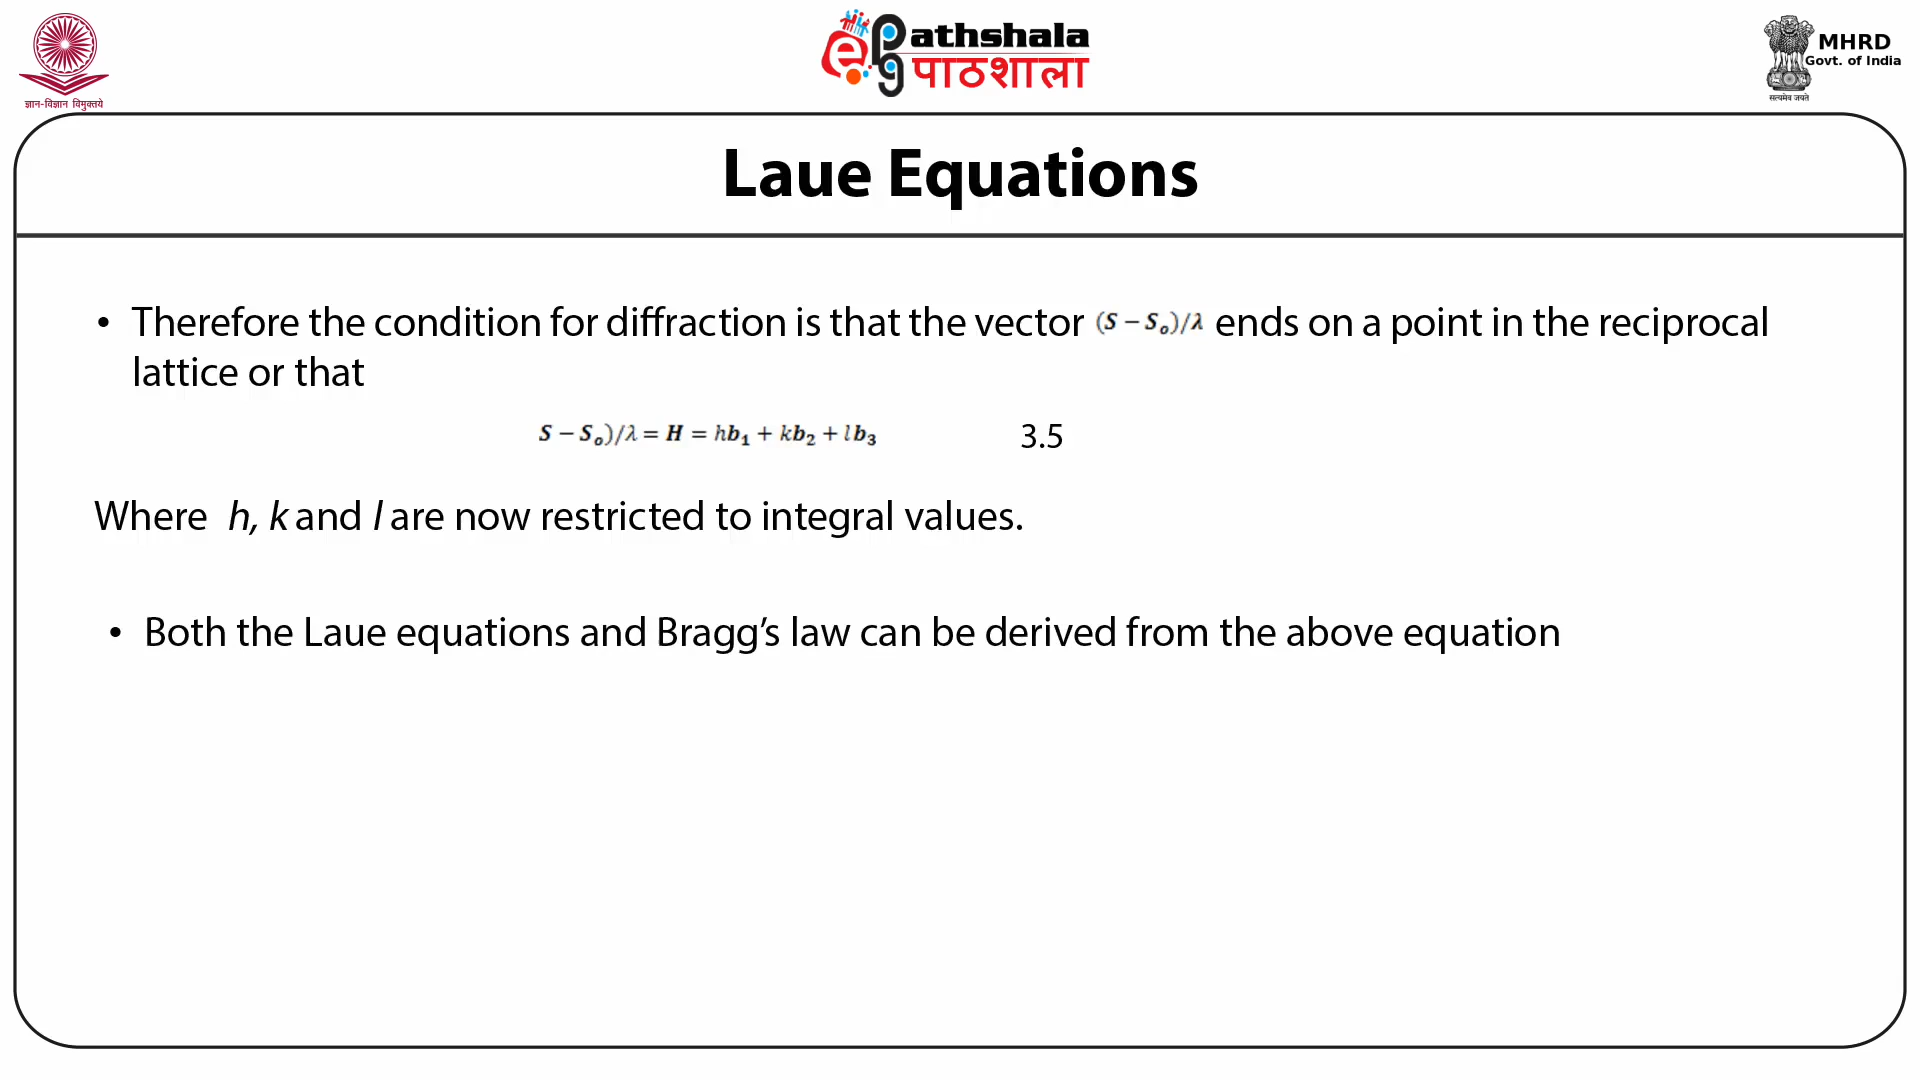 ज्ञान-विज्ञान विमुक्तये
e Pathshala
पाठशाला
MHRD
Govt. of India
सत्यमेव जयते
Laue Equations
• Therefore the condition for diffraction is that the vector (S − Sₒ)/λ ends on a point in the reciprocal
lattice or that
S − Sₒ)/λ = H = hb₁ + kb₂ + lb₃ 3.5
Where h, k and l are now restricted to integral values.
• Both the Laue equations and Bragg’s law can be derived from the above equation